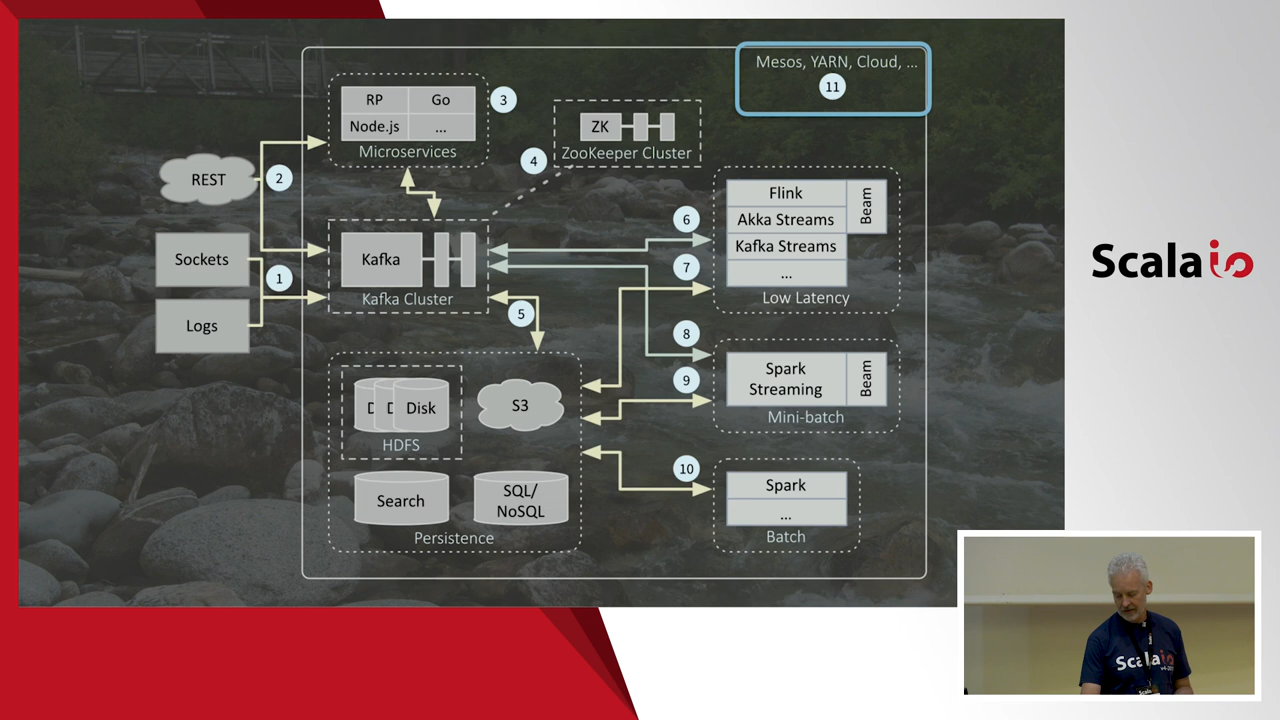 Mesos, YARN, Cloud, ...
11
RP
Go
Node.js
...
Microservices
3
ZK
ZooKeeper Cluster
4
REST
2
Sockets
1
Logs
Kafka
Kafka Cluster
5
6
7
Flink
Akka Streams
Kafka Streams
...
Beam
Low Latency
8
9
Spark
Streaming
Beam
Mini-batch
10
Spark
...
Batch
D
D
Disk
HDFS
S3
Search
SQL/
NoSQL
Persistence
Scalaio
Scalaio